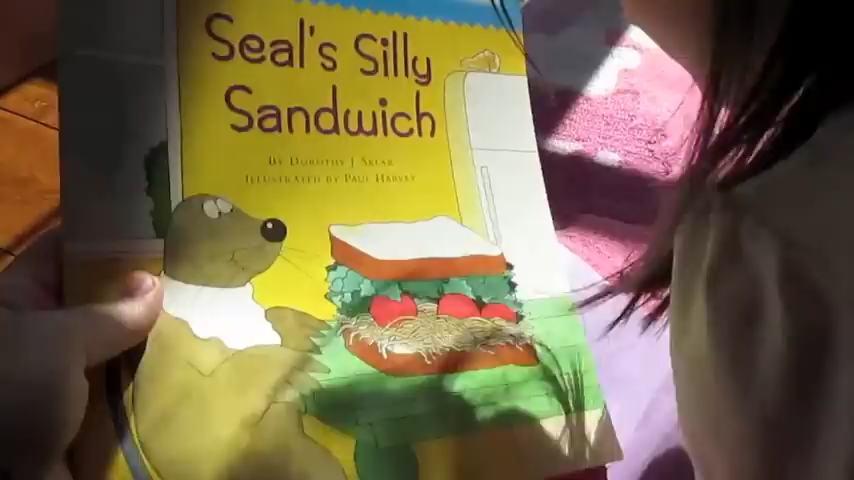 Seal's Silly
Sandwich
BY DOROTHY J SKLAR
ILLUSTRATED BY PAUL HARVEY